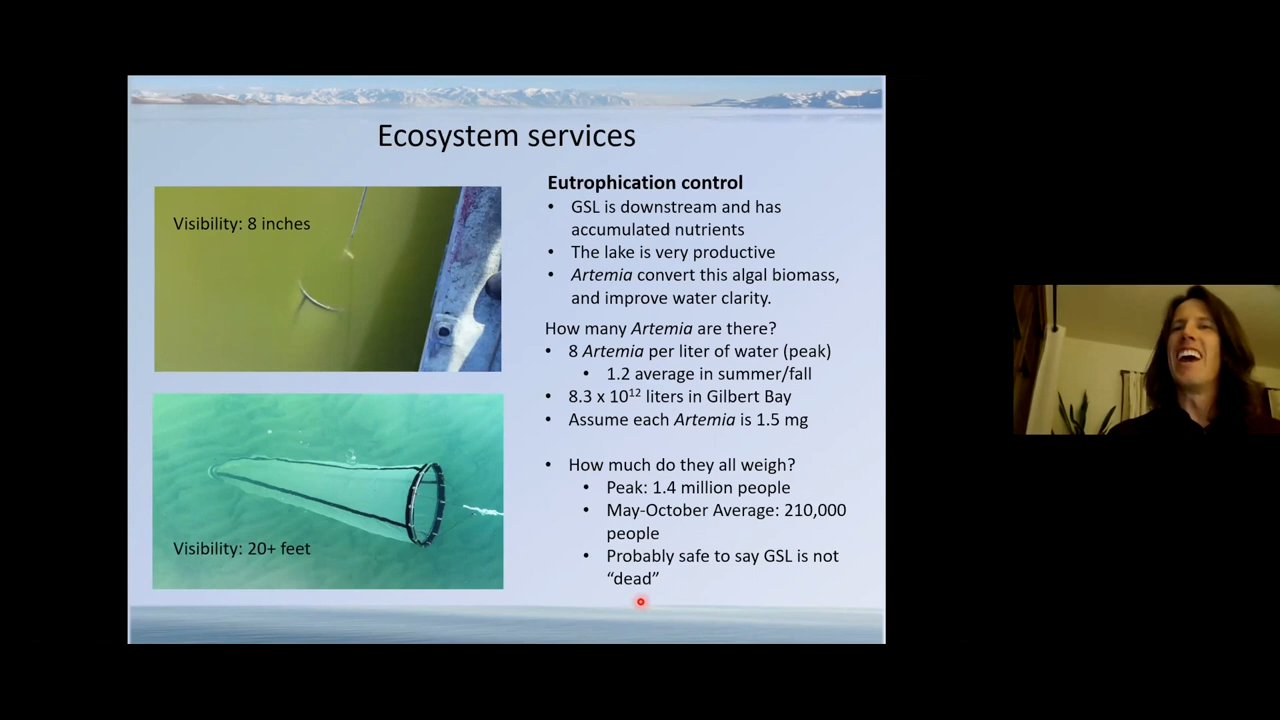 Ecosystem services
Visibility: 8 inches
Visibility: 20+ feet
Eutrophication control
• GSL is downstream and has
accumulated nutrients
• The lake is very productive
• Artemia convert this algal biomass,
and improve water clarity.
How many Artemia are there?
• 8 Artemia per liter of water (peak)
• 1.2 average in summer/fall
• 8.3 x 10¹² liters in Gilbert Bay
• Assume each Artemia is 1.5 mg
• How much do they all weigh?
• Peak: 1.4 million people
• May-October Average: 210,000
people
• Probably safe to say GSL is not
“dead”